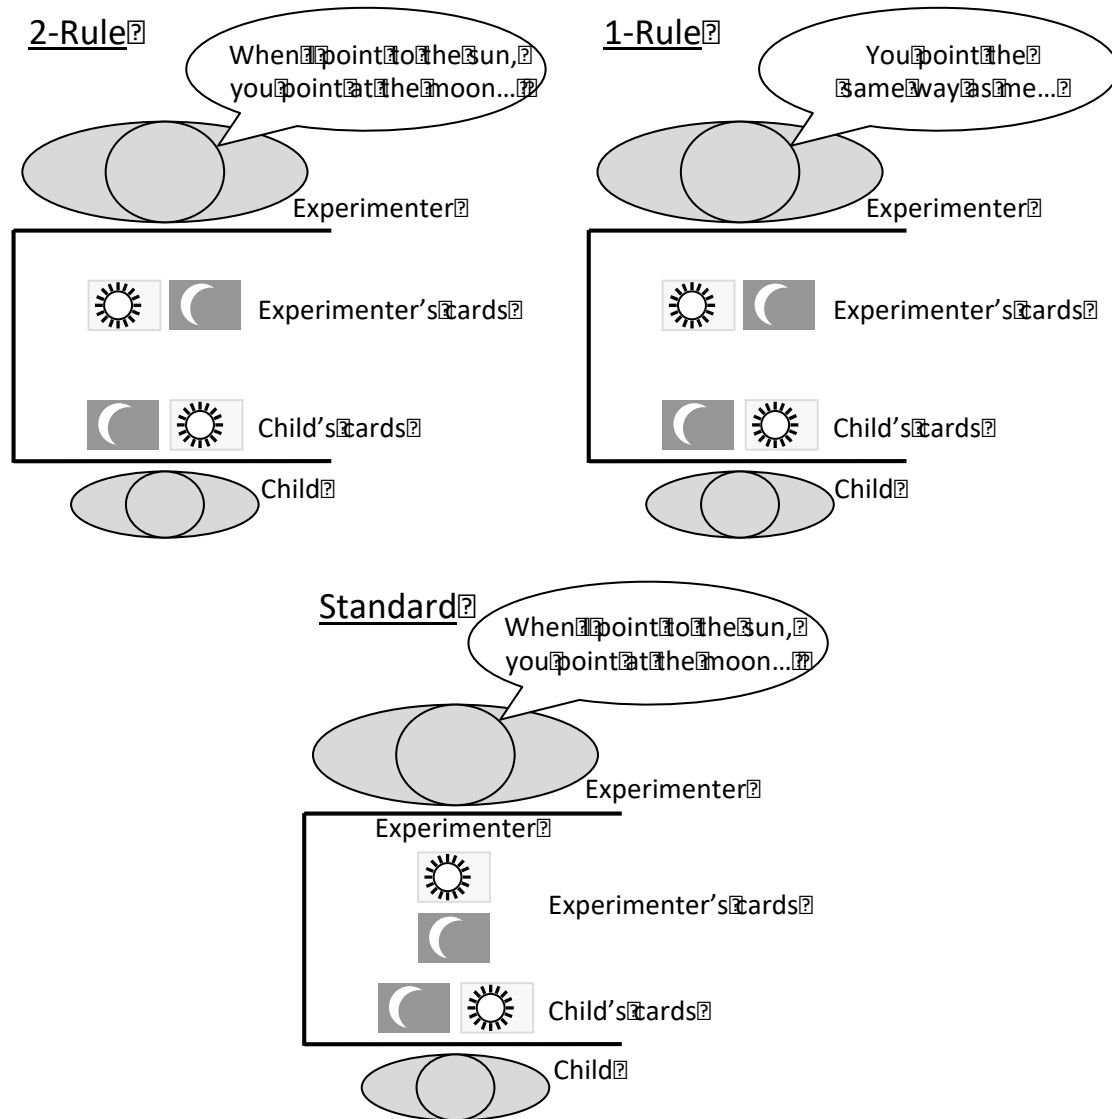 2-Rule
When I point to the sun,
you point at the moon...
Experimenter
Experimenter's cards
Child's cards
Child
1-Rule
You point the
same way as me...
Experimenter
Experimenter's cards
Child's cards
Child
Standard
When I point to the sun,
you point at the moon...
Experimenter
Experimenter
Experimenter's cards
Child's cards
Child